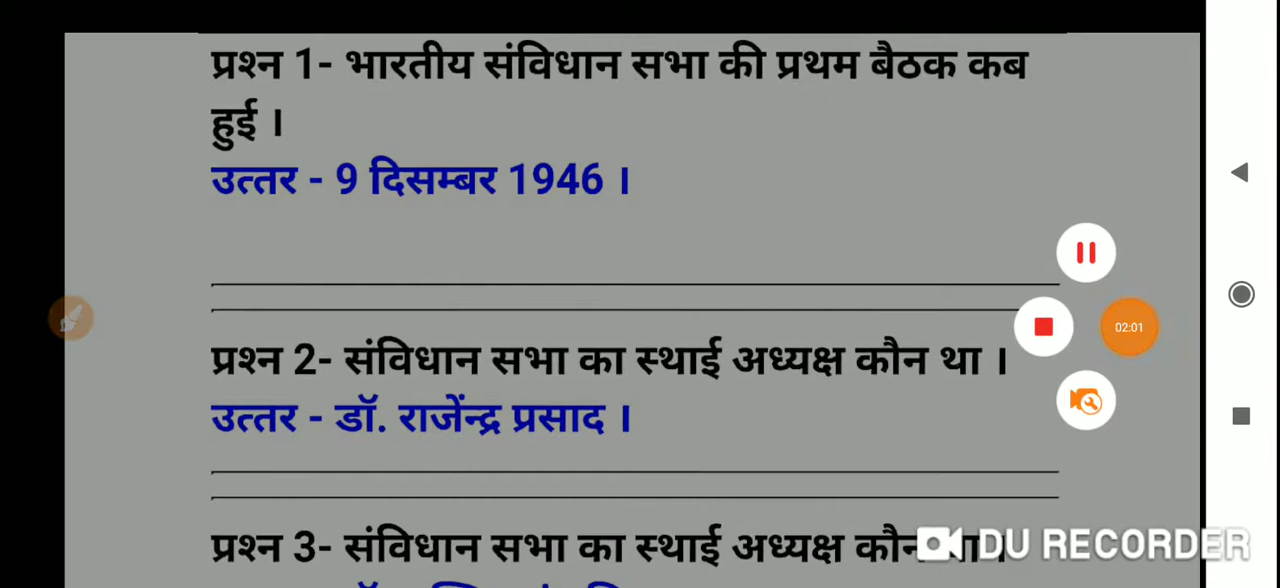 प्रश्न 1- भारतीय संविधान सभा की प्रथम बैठक कब
हुई ।
उत्तर - 9 दिसम्बर 1946 ।
प्रश्न 2- संविधान सभा का स्थाई अध्यक्ष कौन था ।
उत्तर - डॉ. राजेंन्द्र प्रसाद ।
02:01
प्रश्न 3- संविधान सभा का स्थाई अध्यक्ष कौन
DU RECORDER